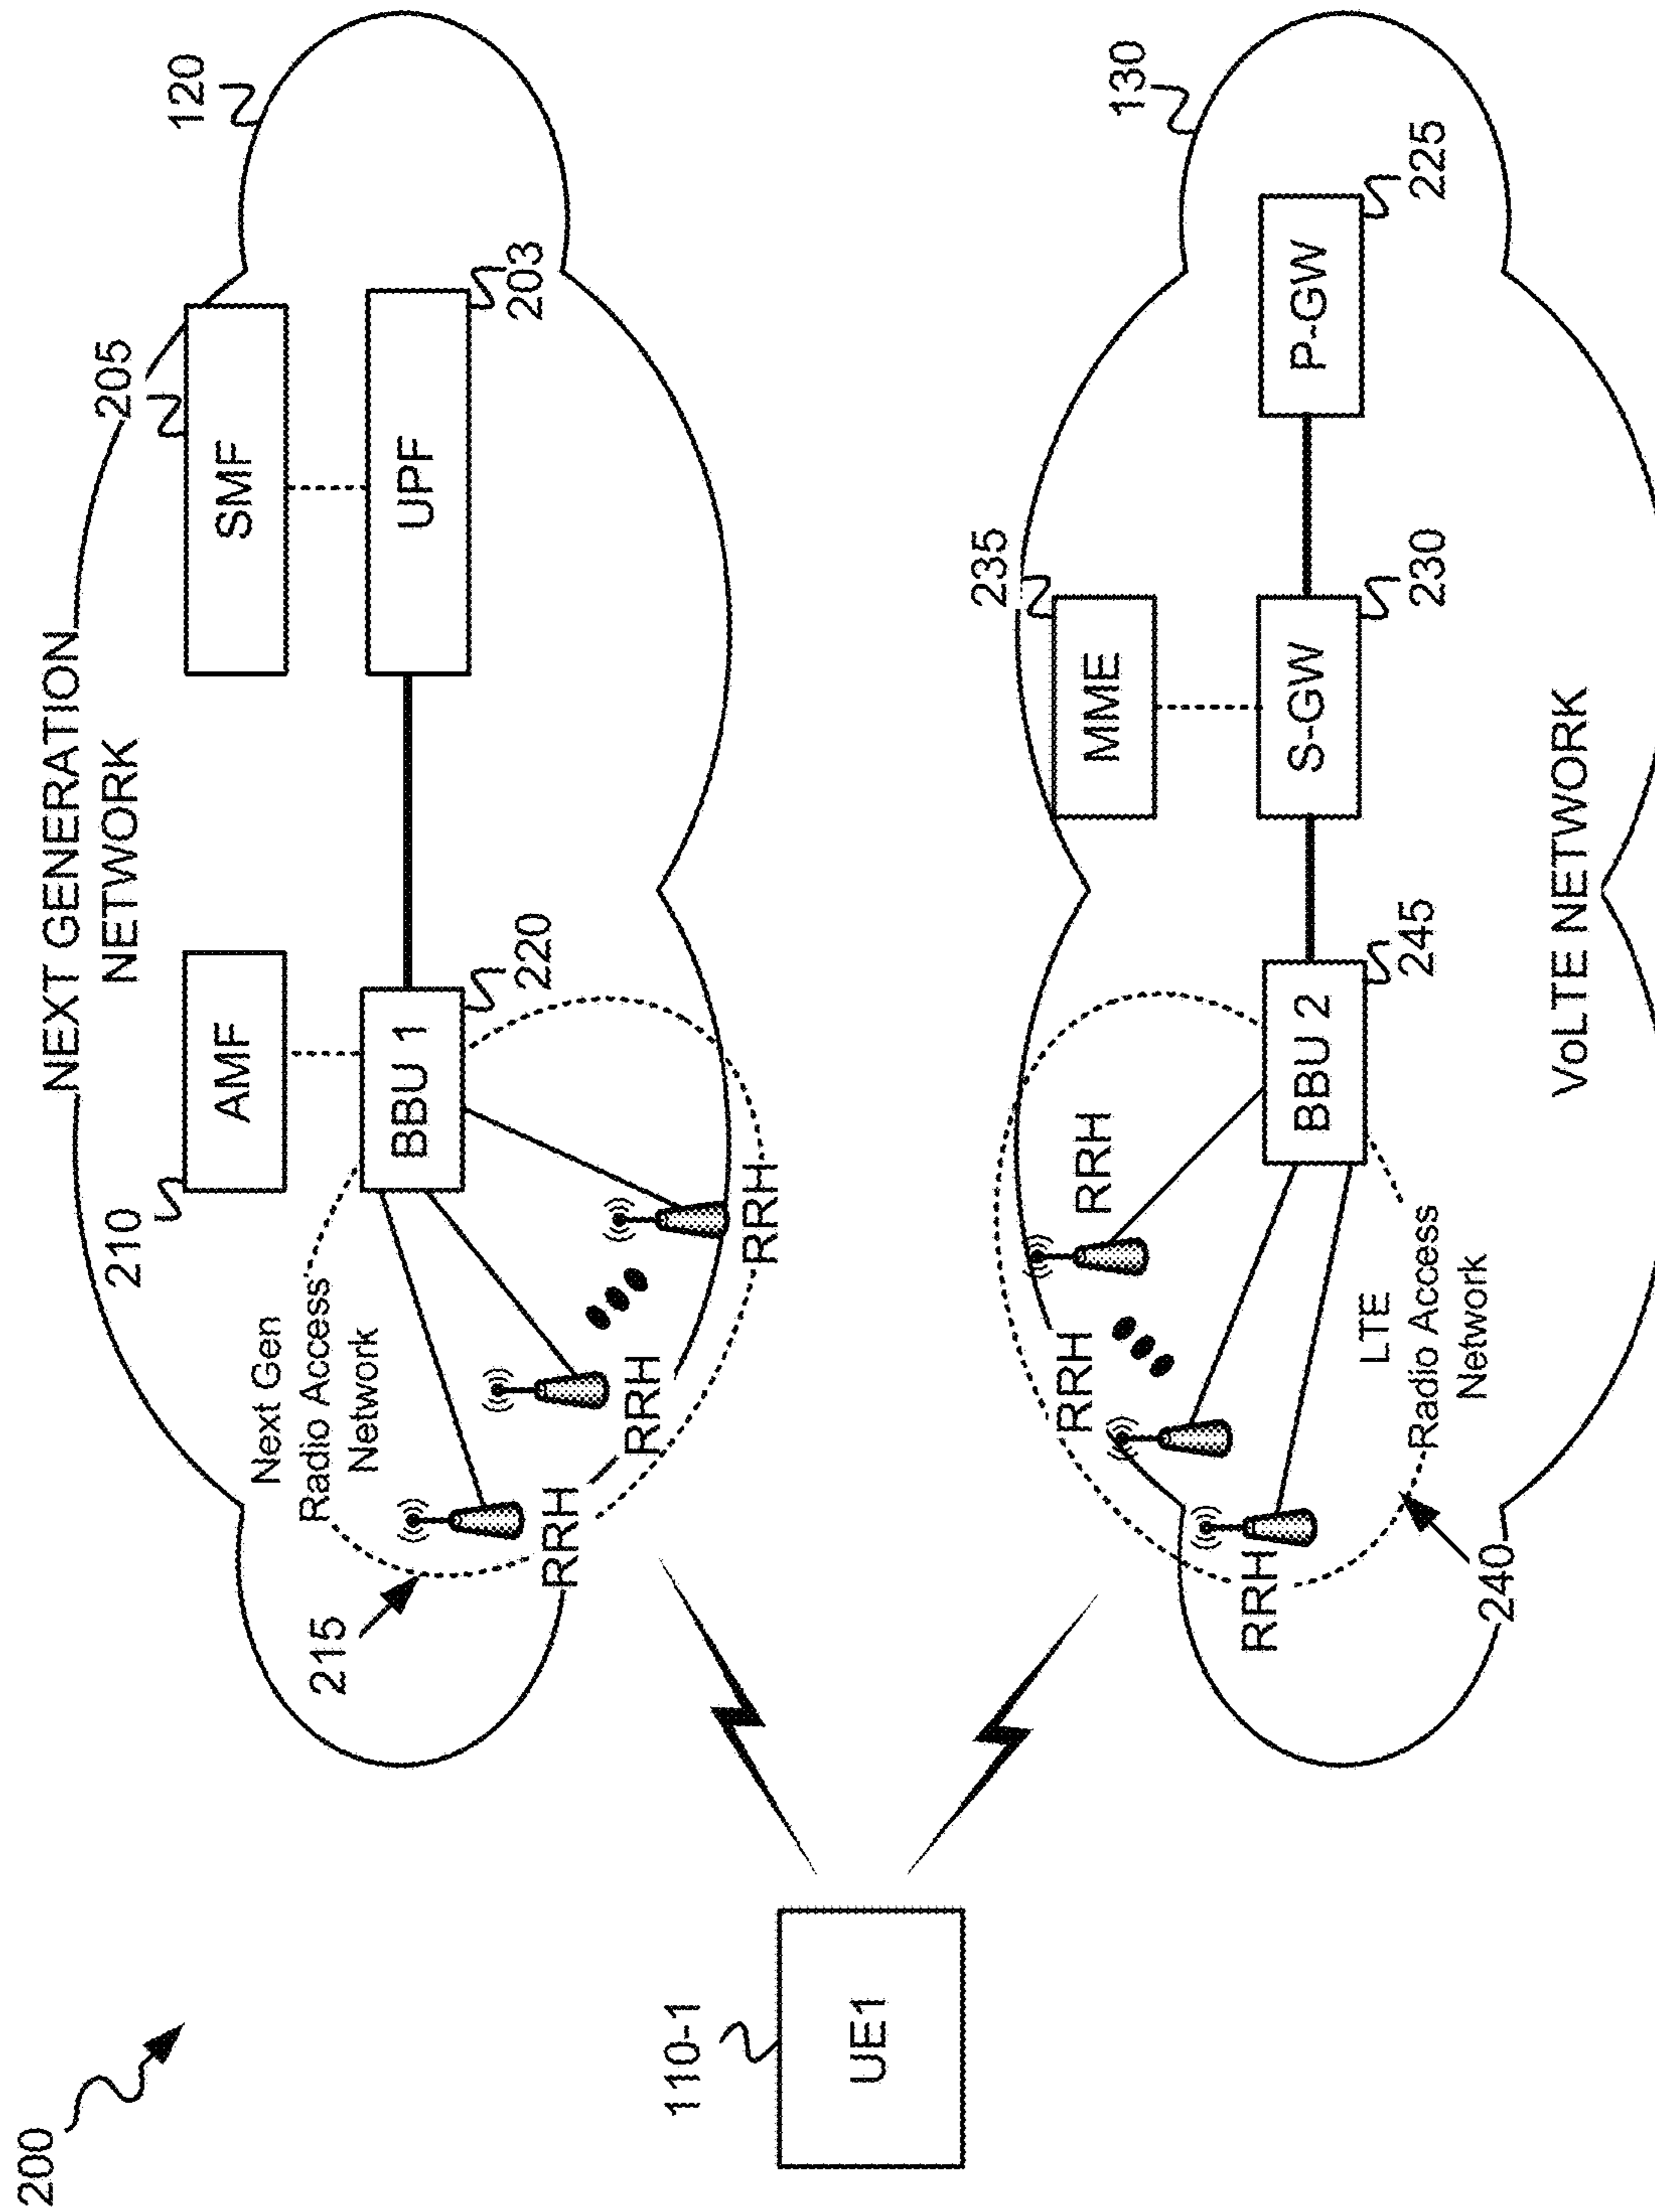 200
NEXT GENERATION
NETWORK
120
205
210
AMF
SMF
Next Gen
Radio Access
Network
215
BBU 1
UPF
220
203
RRH
RRH
RRH
110-1
UE1
235
130
RRH
RRH
MME
RRH
BBU 2
S-GW
P-GW
LTE
Radio Access
Network
245
230
225
240
VoLTE NETWORK